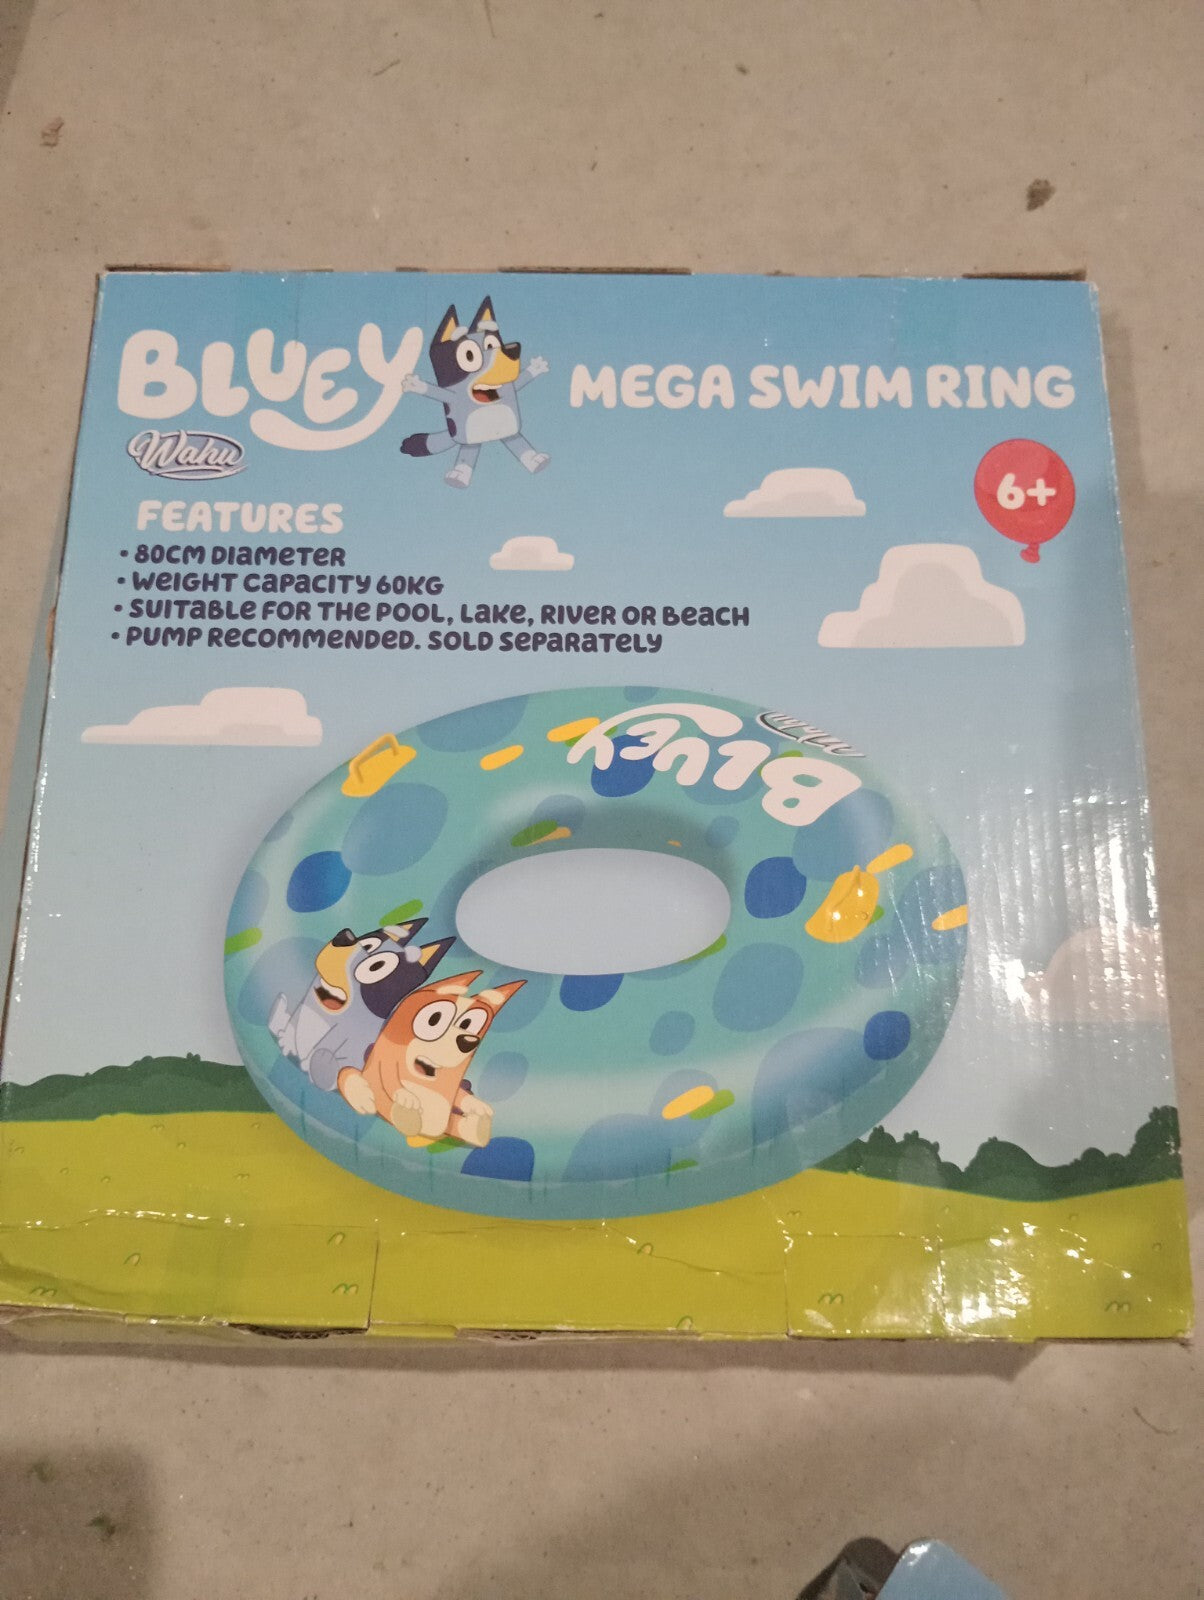 BLUEY
MEGA SWIM RING
Wahu
6+
FEATURES
• 80CM DIAMETER
• WEIGHT CAPACITY 60KG
• SUITABLE FOR THE POOL, LAKE, RIVER OR BEACH
• PUMP RECOMMENDED. SOLD SEPARATELY
Wahu
BLUEY